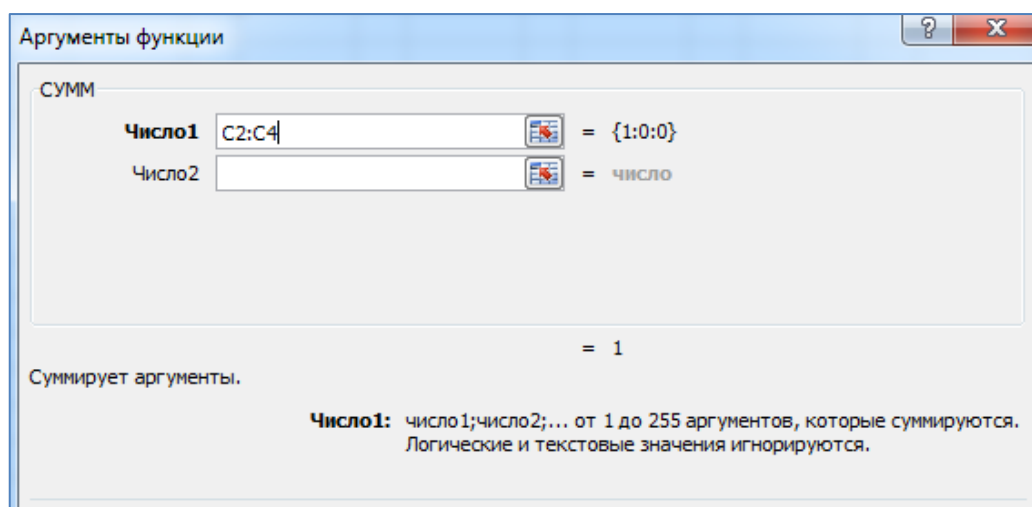 Аргументы функции
СУММ
Число1 C2:C4 = {1:0:0}
Число2 = число
= 1
Суммирует аргументы.
Число1: число1;число2;... от 1 до 255 аргументов, которые суммируются.
Логические и текстовые значения игнорируются.